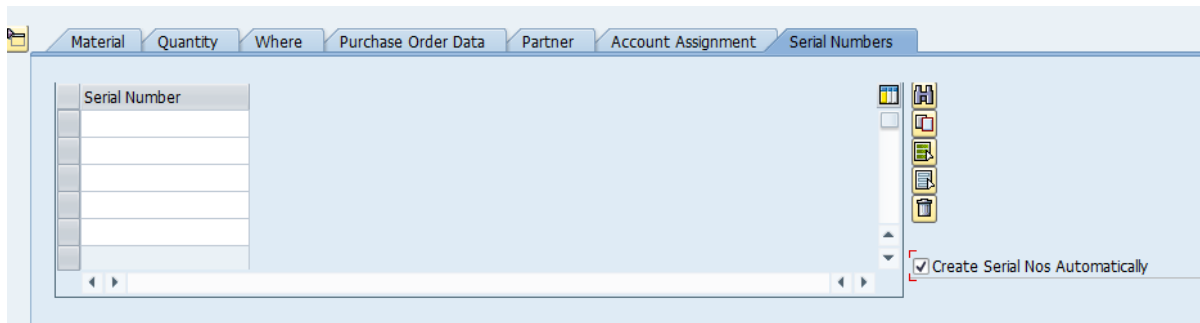 Material Quantity Where Purchase Order Data Partner Account Assignment Serial Numbers
Serial Number
Create Serial Nos Automatically